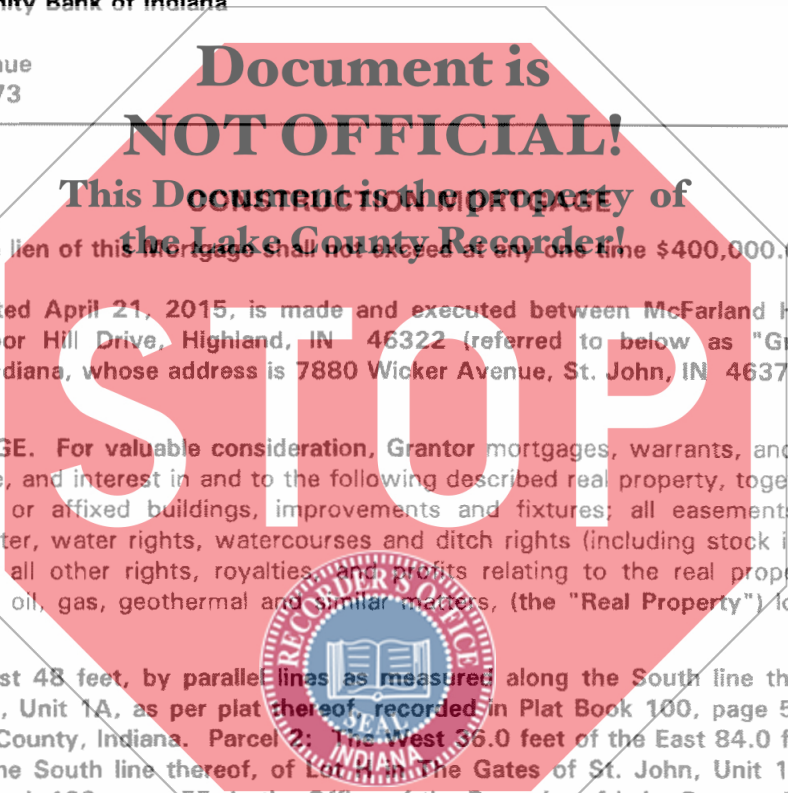 nity Bank of Indiana
nue
73
Document is
NOT OFFICIAL!
This Document is the property of
the Lake County Recorder!
CONSTRUCTION MORTGAGE
lien of this Mortgage shall not exceed at any one time $400,000.
ted April 21, 2015, is made and executed between McFarland H
or Hill Drive, Highland, IN 46322 (referred to below as "Gr
diana, whose address is 7880 Wicker Avenue, St. John, IN 4637
STOP
GE. For valuable consideration, Grantor mortgages, warrants, and
e, and interest in and to the following described real property, toge
or affixed buildings, improvements and fixtures; all easements
ter, water rights, watercourses and ditch rights (including stock i
all other rights, royalties, and profits relating to the real prope
oil, gas, geothermal and similar matters, (the "Real Property") lo
RECORDER'S OFFICE
SEAL
INDIANA
st 48 feet, by parallel lines as measured along the South line th
, Unit 1A, as per plat thereof, recorded in Plat Book 100, page 5
County, Indiana. Parcel 2: The West 36.0 feet of the East 84.0 f
he South line thereof, of Lot in The Gates of St. John, Unit 1